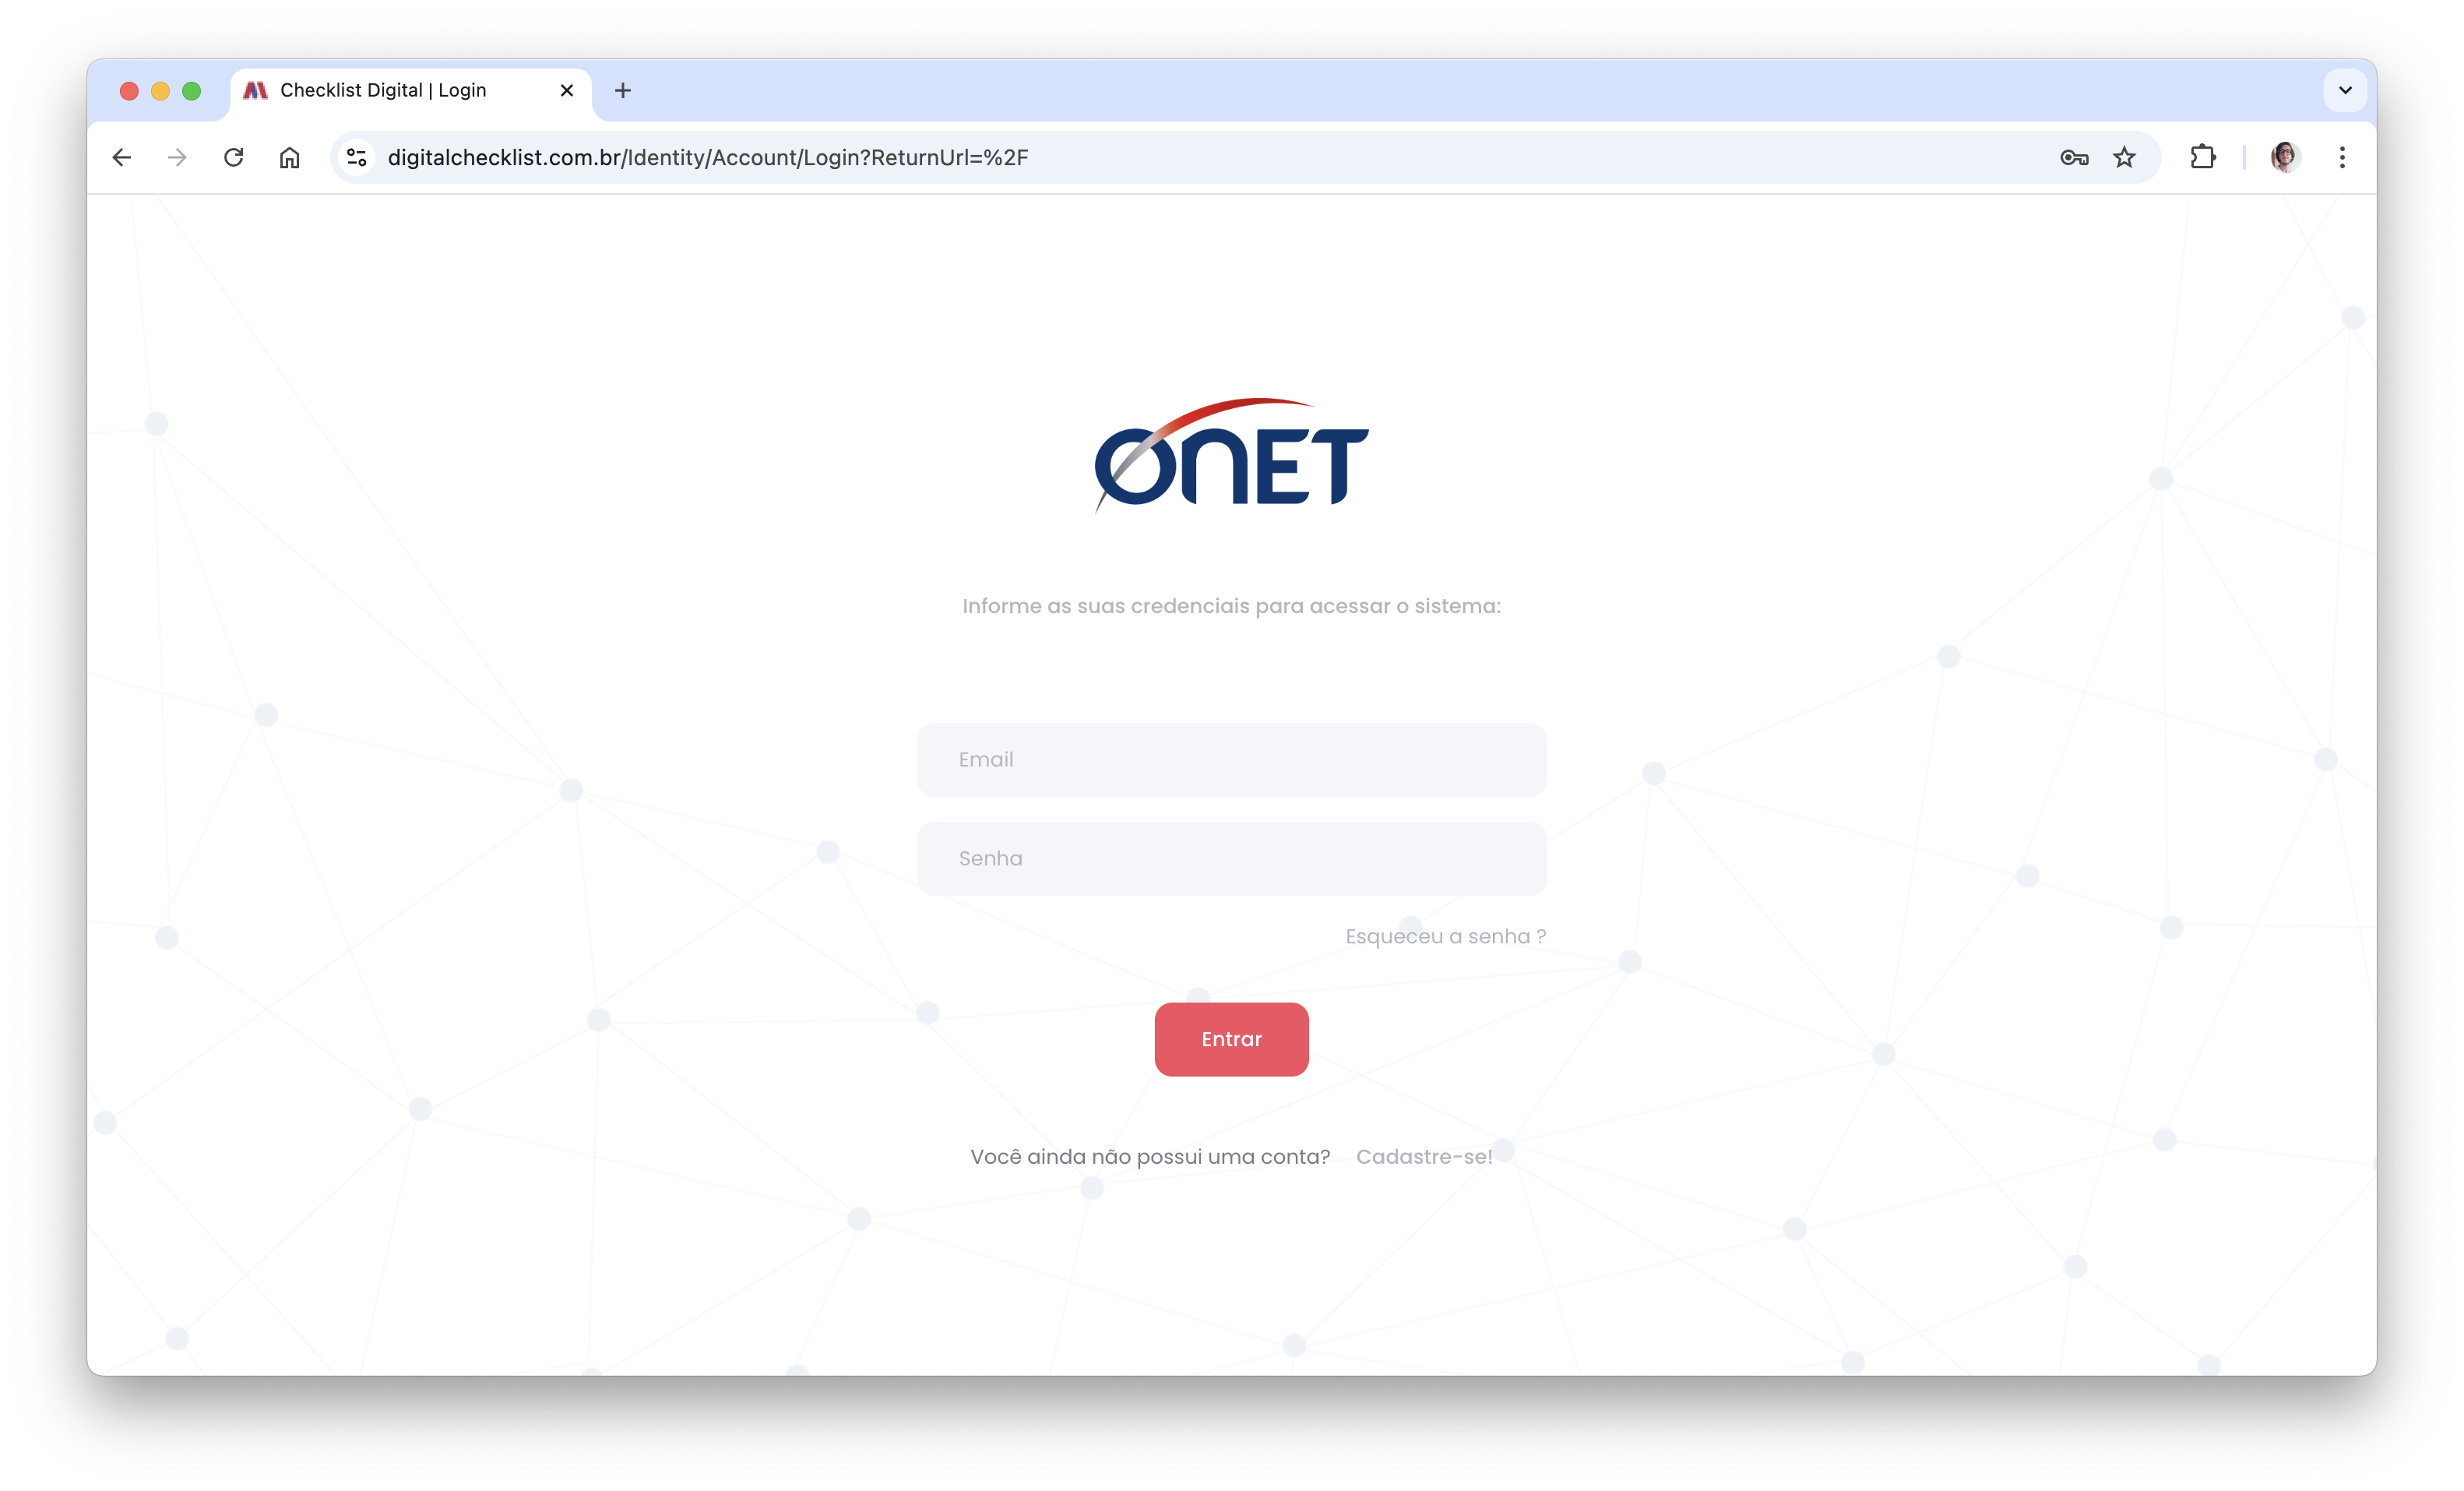 Checklist Digital | Login
digitalchecklist.com.br/Identity/Account/Login?ReturnUrl=%2F
ONET
Informe as suas credenciais para acessar o sistema:
Email
Senha
Esqueceu a senha ?
Entrar
Você ainda não possui uma conta? Cadastre-se!